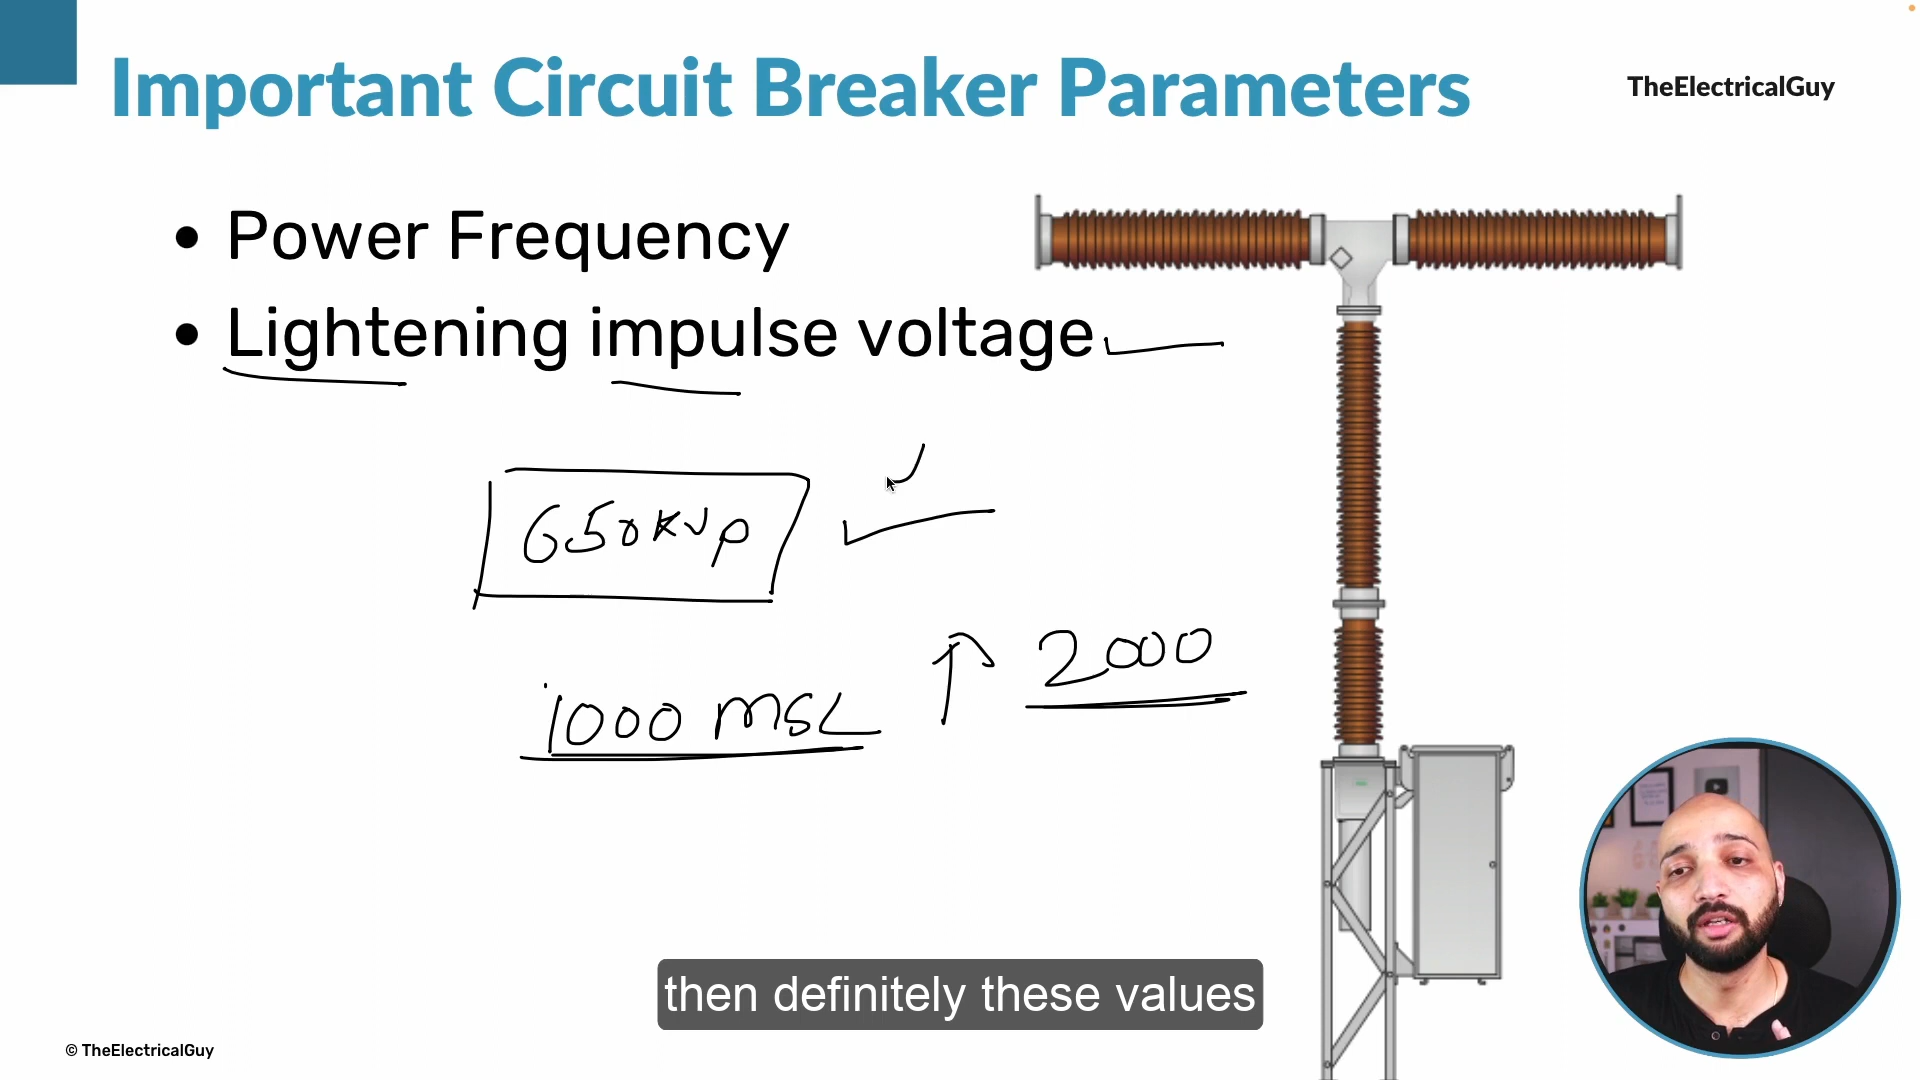 Important Circuit Breaker Parameters
TheElectricalGuy
• Power Frequency
• Lightening impulse voltage
650KVp
1000 MSL
2000
then definitely these values
© TheElectricalGuy